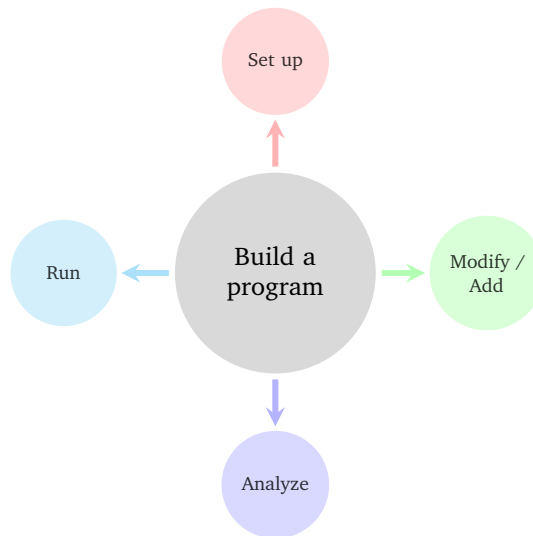 Set up
Run
Build a
program
Modify /
Add
Analyze